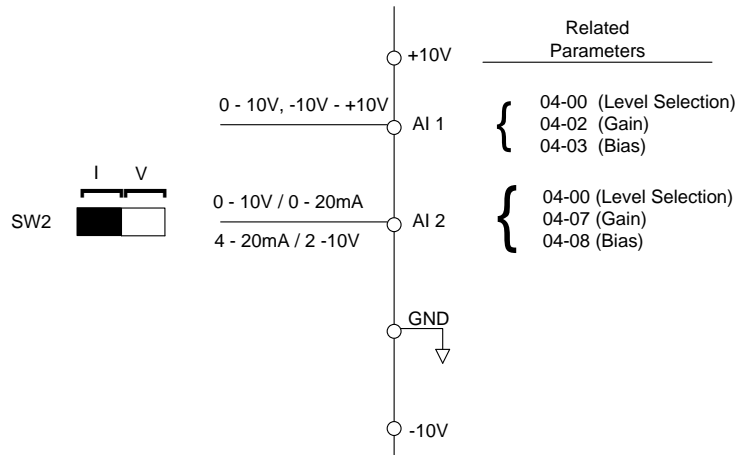 Related
Parameters
+10V
0 - 10V, -10V - +10V
AI 1
04-00 (Level Selection)
04-02 (Gain)
04-03 (Bias)
I V
SW2
0 - 10V / 0 - 20mA
4 - 20mA / 2 -10V
AI 2
04-00 (Level Selection)
04-07 (Gain)
04-08 (Bias)
GND
-10V